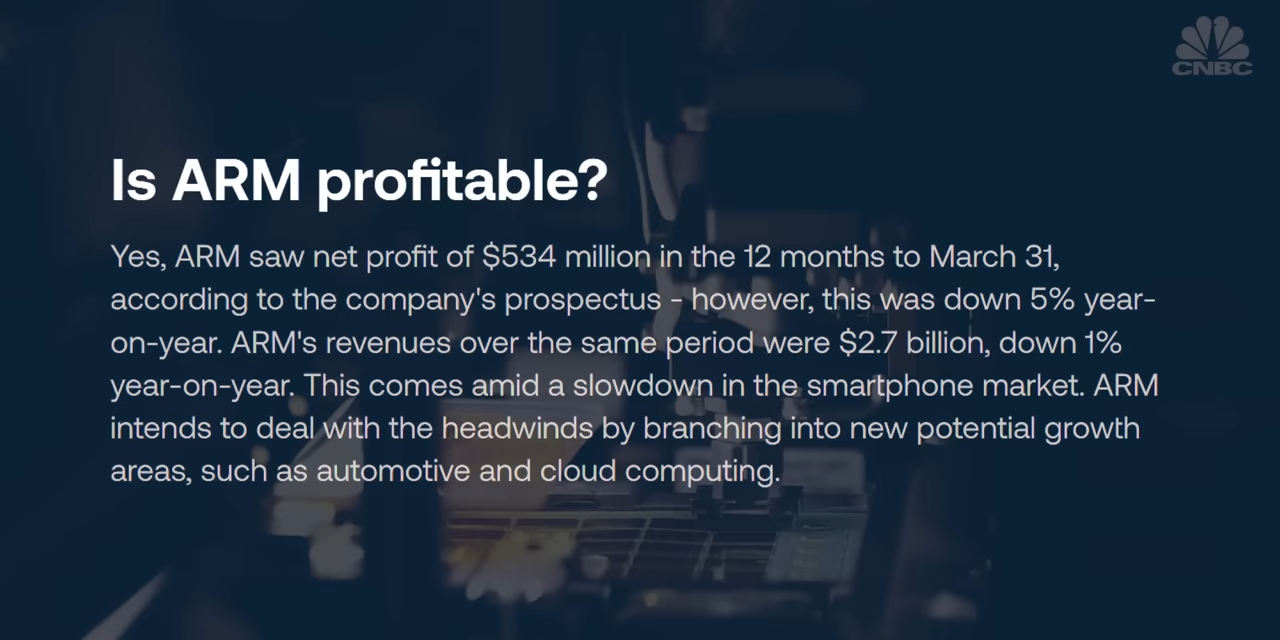 CNBC
Is ARM profitable?
Yes, ARM saw net profit of $534 million in the 12 months to March 31,
according to the company's prospectus - however, this was down 5% year-
on-year. ARM's revenues over the same period were $2.7 billion, down 1%
year-on-year. This comes amid a slowdown in the smartphone market. ARM
intends to deal with the headwinds by branching into new potential growth
areas, such as automotive and cloud computing.